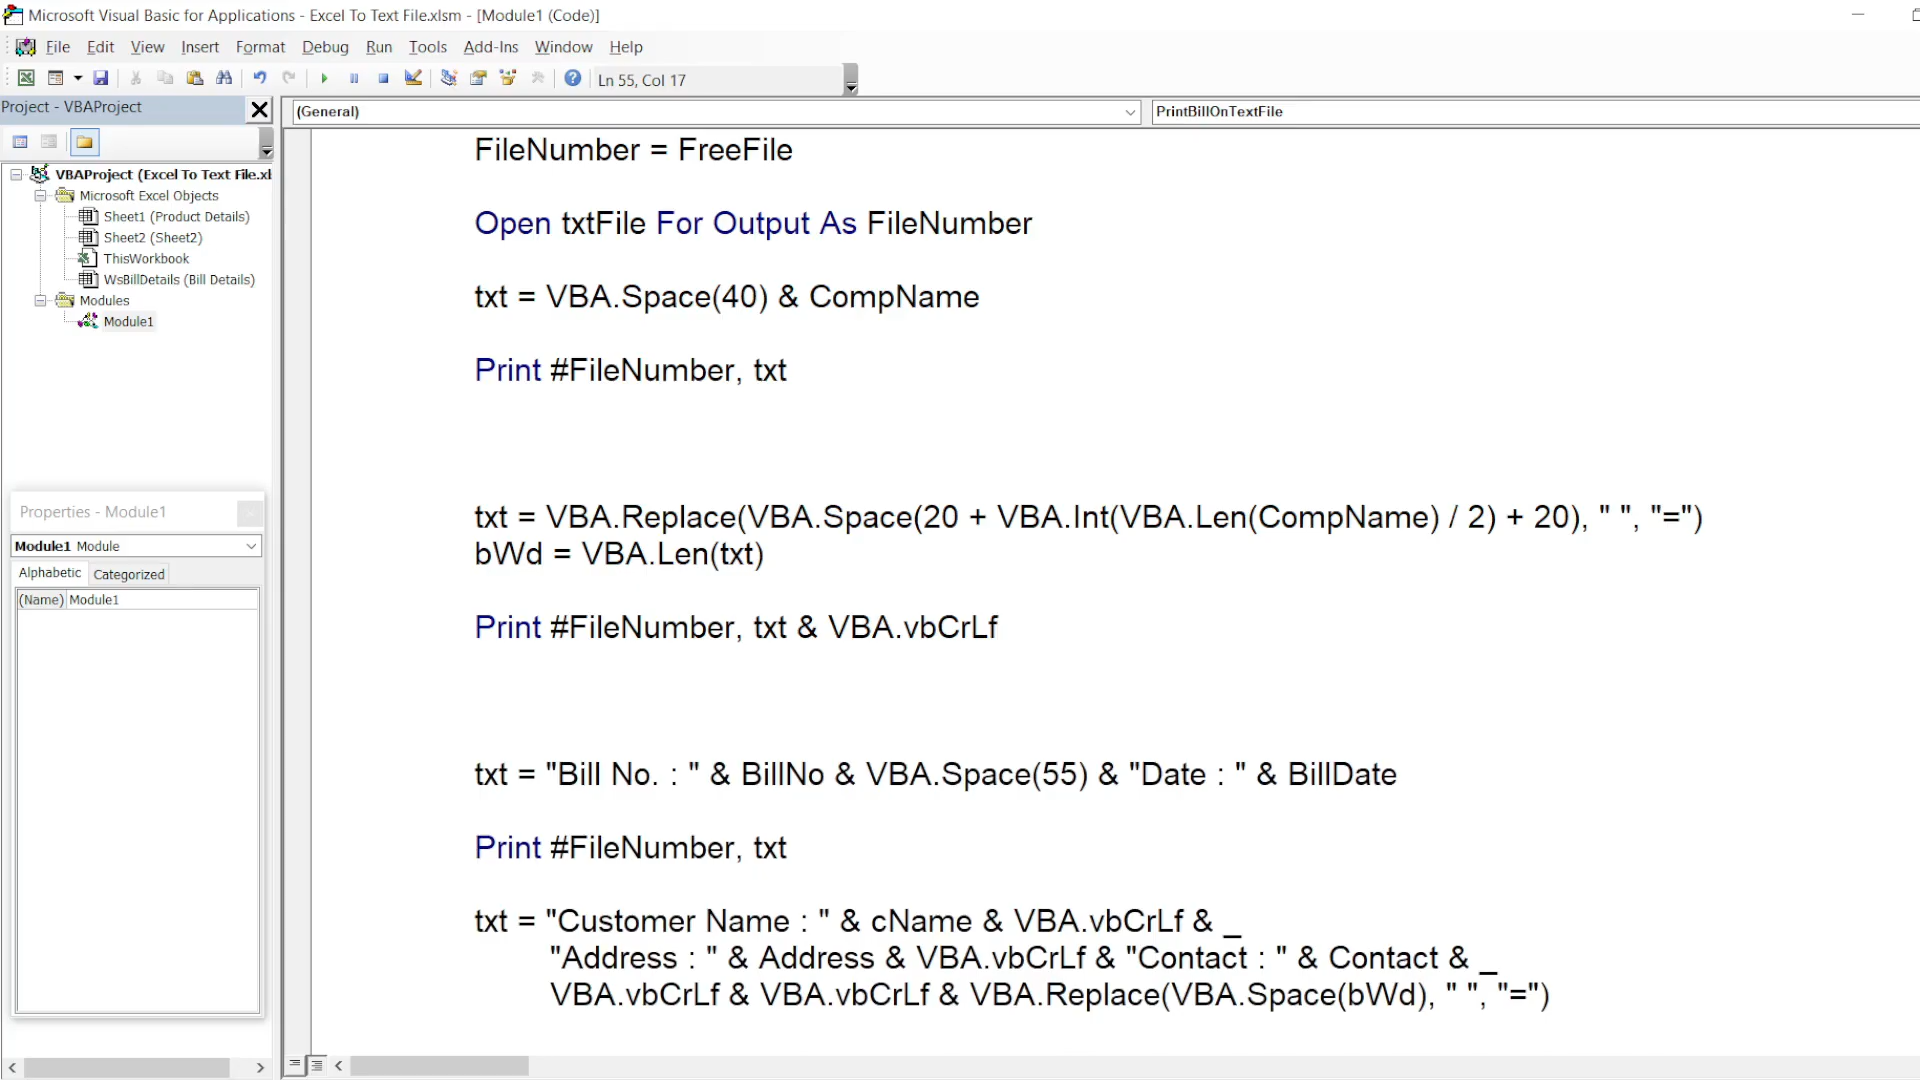 Microsoft Visual Basic for Applications - Excel To Text File.xlsm - [Module1 (Code)]
File Edit View Insert Format Debug Run Tools Add-Ins Window Help
Ln 55, Col 17
Project - VBAProject
(General)
PrintBillOnTextFile
VBAProject (Excel To Text File.xl
Microsoft Excel Objects
Sheet1 (Product Details)
Sheet2 (Sheet2)
ThisWorkbook
WsBillDetails (Bill Details)
Modules
Module1
Properties - Module1
Module1 Module
Alphabetic Categorized
(Name) Module1
FileNumber = FreeFile
Open txtFile For Output As FileNumber
txt = VBA.Space(40) & CompName
Print #FileNumber, txt
txt = VBA.Replace(VBA.Space(20 + VBA.Int(VBA.Len(CompName) / 2) + 20), " ", "=")
bWd = VBA.Len(txt)
Print #FileNumber, txt & VBA.vbCrLf
txt = "Bill No. : " & BillNo & VBA.Space(55) & "Date : " & BillDate
Print #FileNumber, txt
txt = "Customer Name : " & cName & VBA.vbCrLf & _
"Address : " & Address & VBA.vbCrLf & "Contact : " & Contact & _
VBA.vbCrLf & VBA.vbCrLf & VBA.Replace(VBA.Space(bWd), " ", "=")